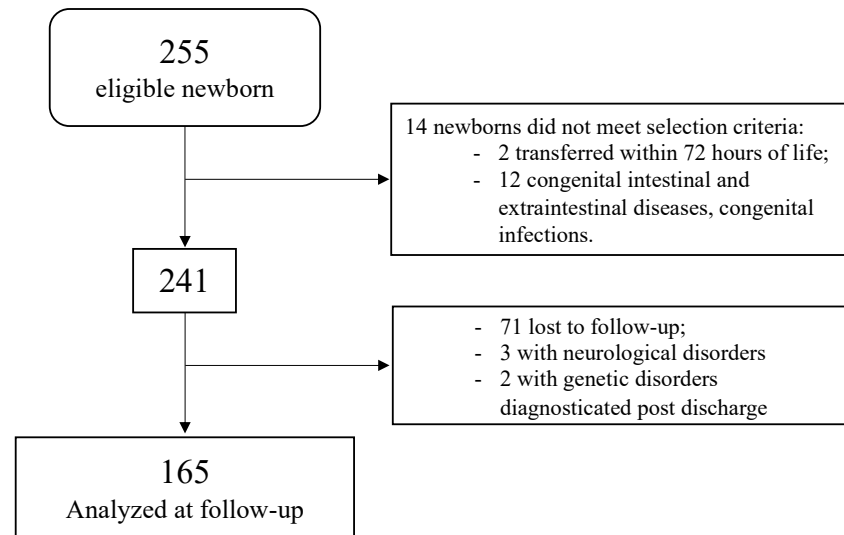 255
eligible newborn
14 newborns did not meet selection criteria:
- 2 transferred within 72 hours of life;
- 12 congenital intestinal and
extraintestinal diseases, congenital
infections.
241
- 71 lost to follow-up;
- 3 with neurological disorders
- 2 with genetic disorders
diagnosticated post discharge
165
Analyzed at follow-up